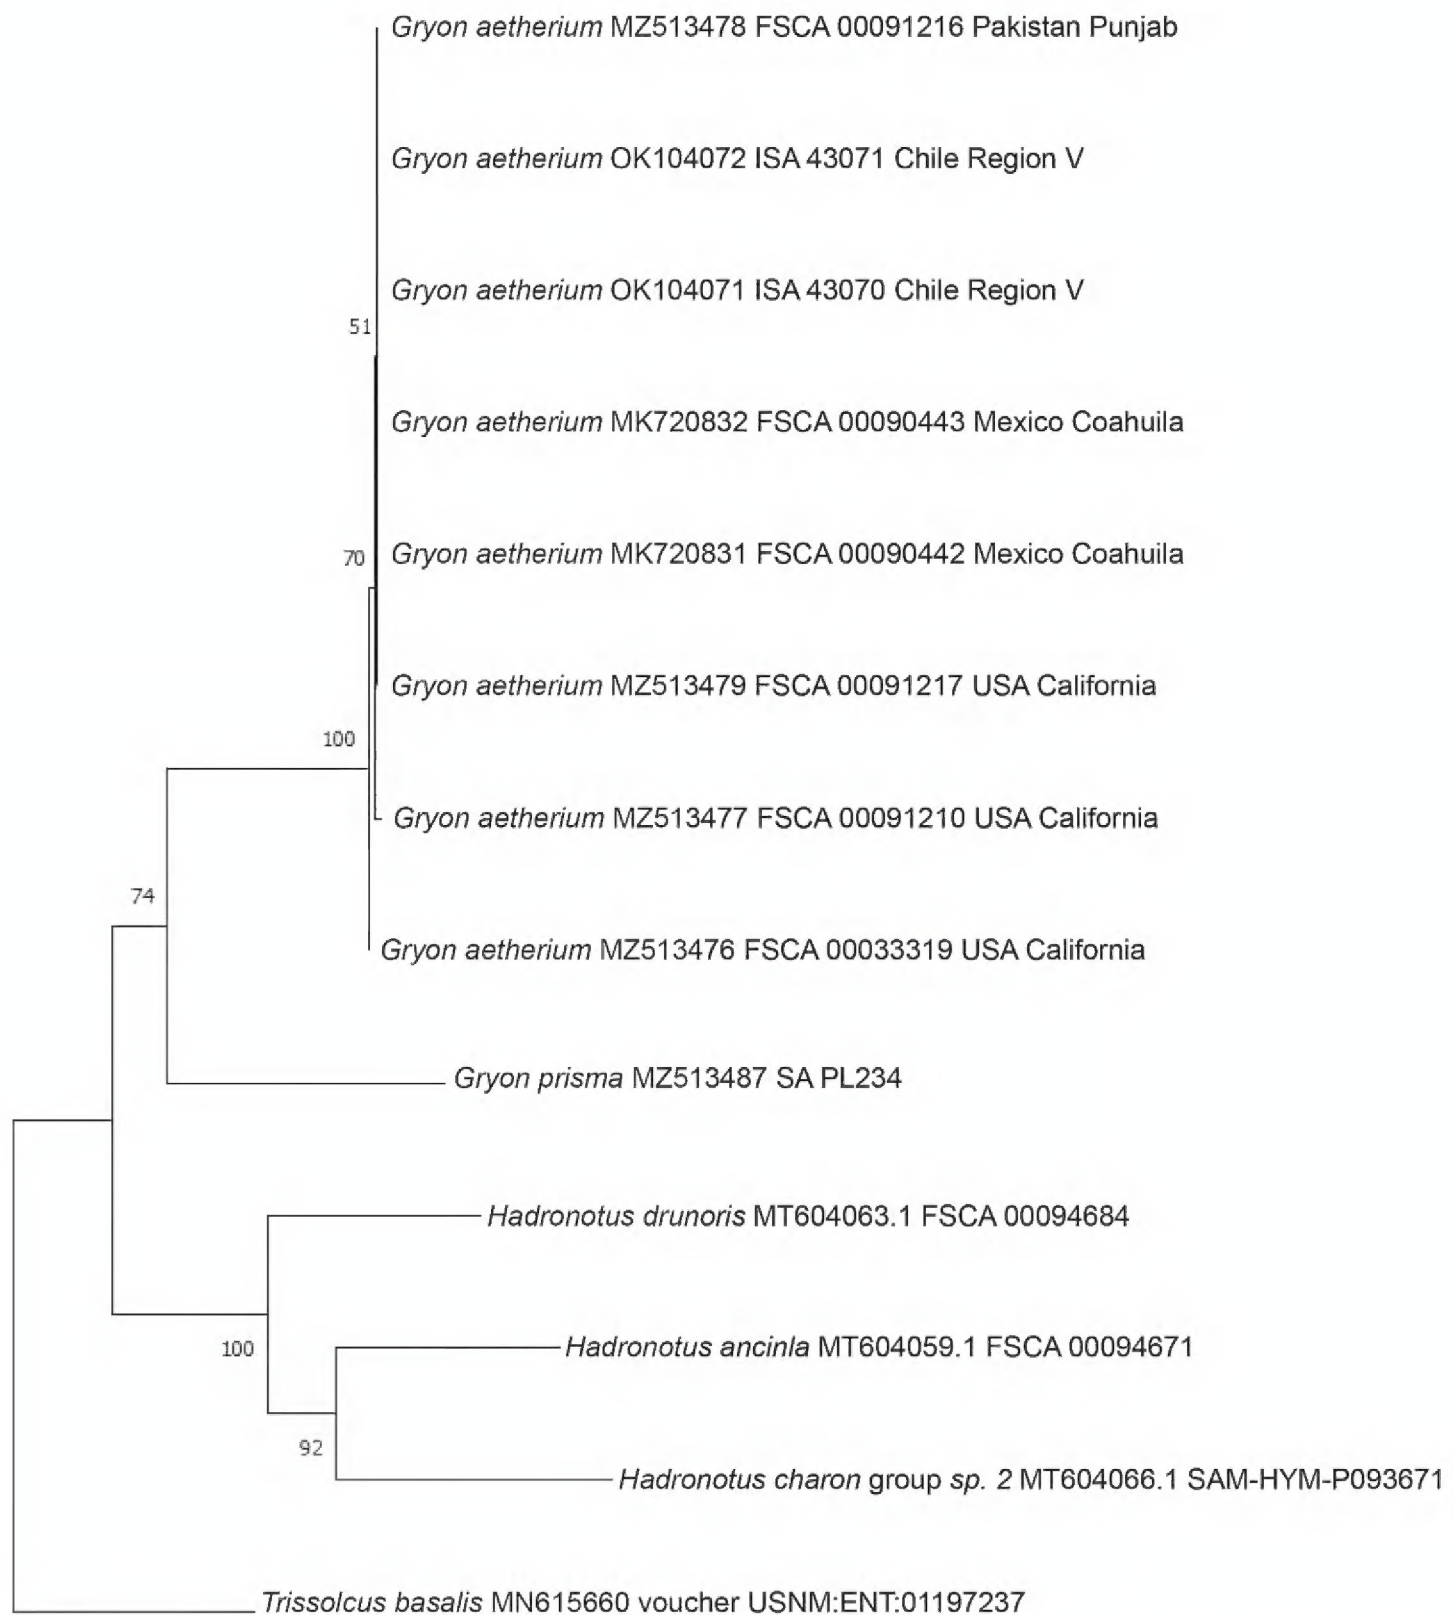 Gryon aetherium MZ513478 FSCA 00091216 Pakistan Punjab
Gryon aetherium OK104072 ISA 43071 Chile Region V
Gryon aetherium OK104071 ISA 43070 Chile Region V
51
Gryon aetherium MK720832 FSCA 00090443 Mexico Coahuila
70
Gryon aetherium MK720831 FSCA 00090442 Mexico Coahuila
Gryon aetherium MZ513479 FSCA 00091217 USA California
100
Gryon aetherium MZ513477 FSCA 00091210 USA California
74
Gryon aetherium MZ513476 FSCA 00033319 USA California
Gryon prisma MZ513487 SA PL234
Hadronotus drunoris MT604063.1 FSCA 00094684
100
Hadronotus ancinla MT604059.1 FSCA 00094671
92
Hadronotus charon group sp. 2 MT604066.1 SAM-HYM-P093671
Trissolcus basalis MN615660 voucher USNM:ENT:01197237